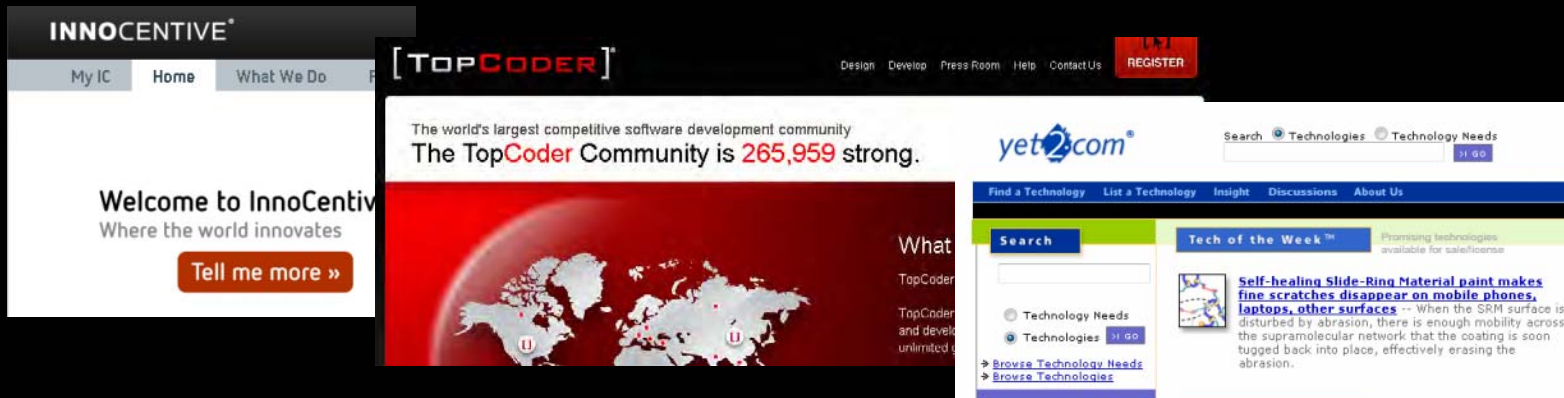 INNOCENTIVE®
My IC Home What We Do
Welcome to InnoCentiv
Where the world innovates
Tell me more »
[TOPCODER]®
Design Develop Press Room Help Contact Us REGISTER
The world's largest competitive software development community
The TopCoder Community is 265,959 strong.
What
TopCoder
TopCoder
and develo
unlimited g
yet2com®
Search Technologies Technology Needs
GO
Find a Technology List a Technology Insight Discussions About Us
Search
Technology Needs
Technologies GO
Browse Technology Needs
Browse Technologies
Tech of the Week™ Promising technologies
available for sale/license
Self-healing Slide-Ring Material paint makes
fine scratches disappear on mobile phones,
laptops, other surfaces -- When the SRM surface is
disturbed by abrasion, there is enough mobility across
the supramolecular network that the coating is soon
tugged back into place, effectively erasing the
abrasion.